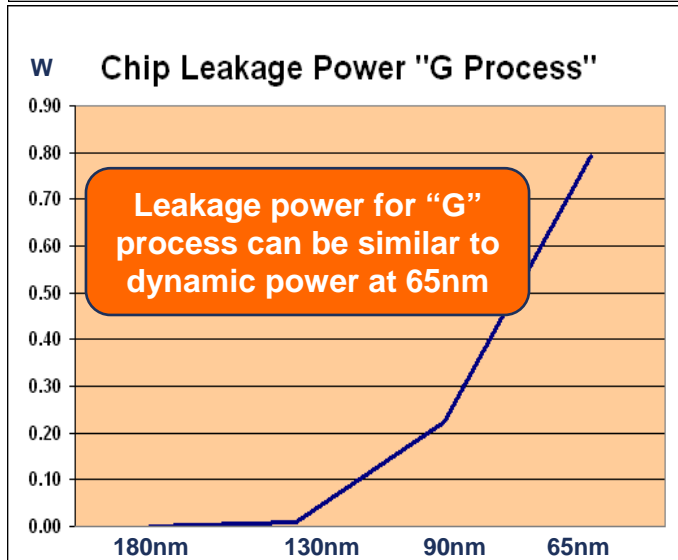 W
Chip Leakage Power "G Process"
0.90
0.80
0.70
0.60
0.50
0.40
0.30
0.20
0.10
0.00
Leakage power for “G”
process can be similar to
dynamic power at 65nm
180nm 130nm 90nm 65nm